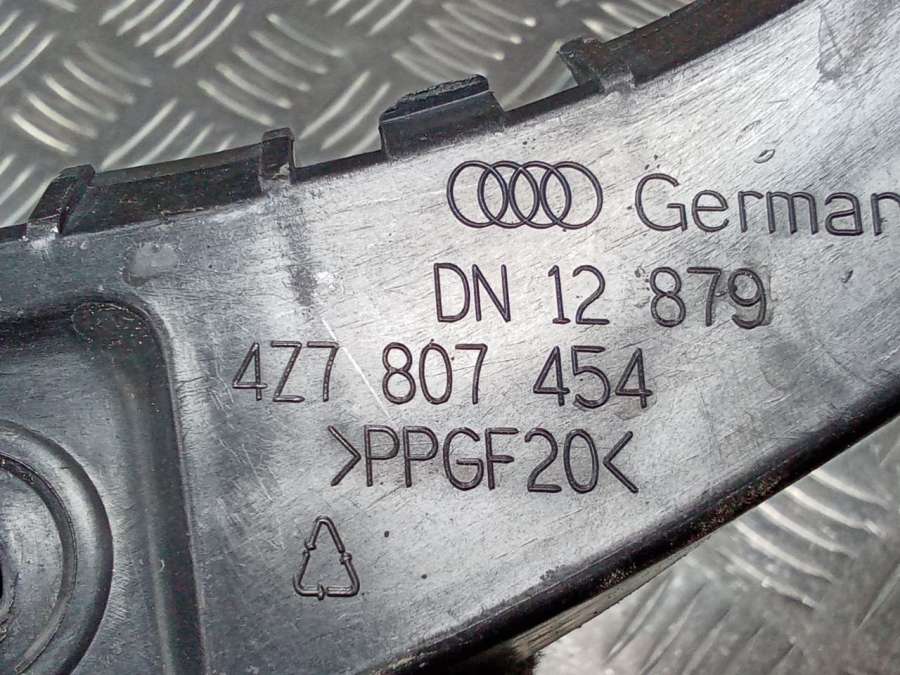 German
DN 12 879
4Z7 807 454
>PPGF20<